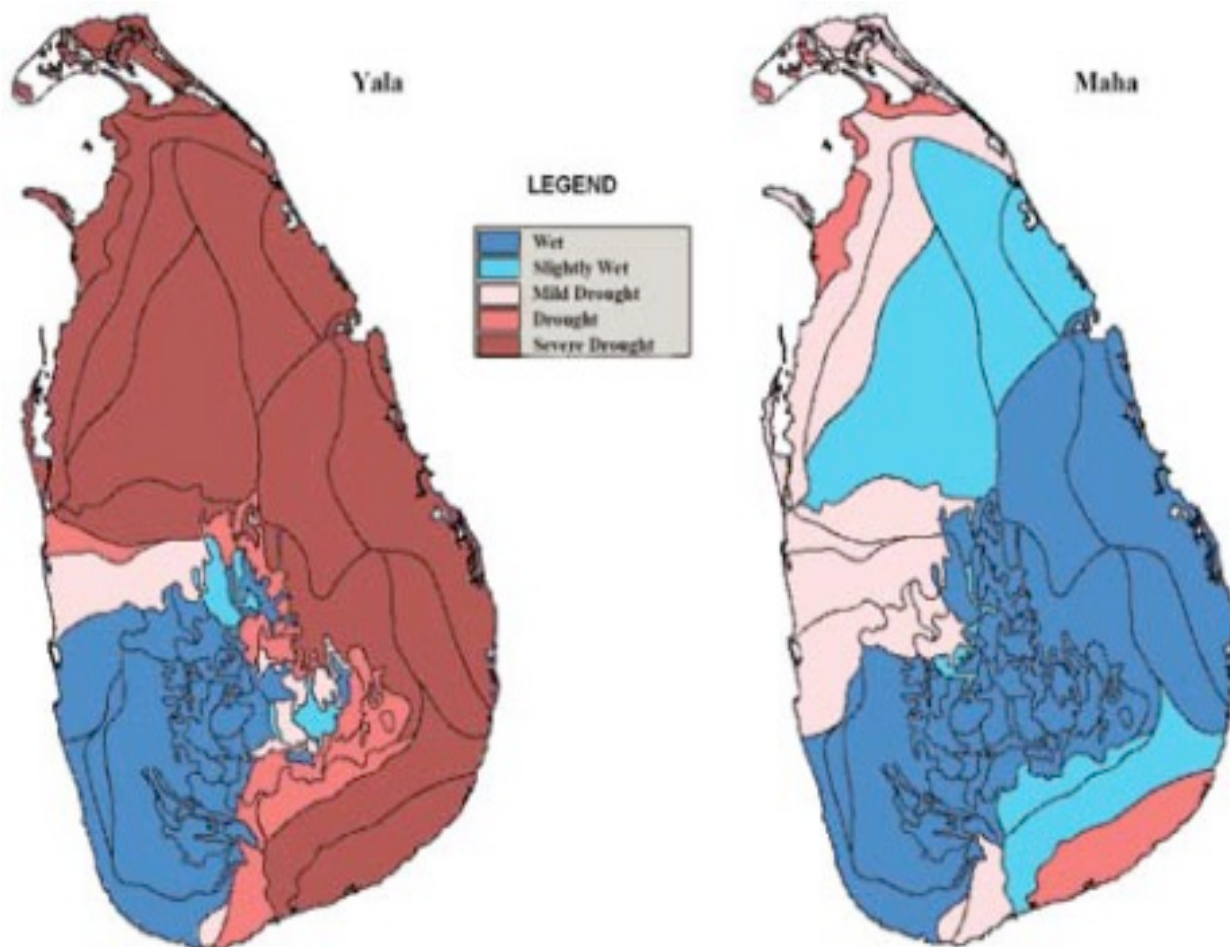 Yala
Maha
LEGEND
Wet
Slightly Wet
Mild Drought
Drought
Severe Drought